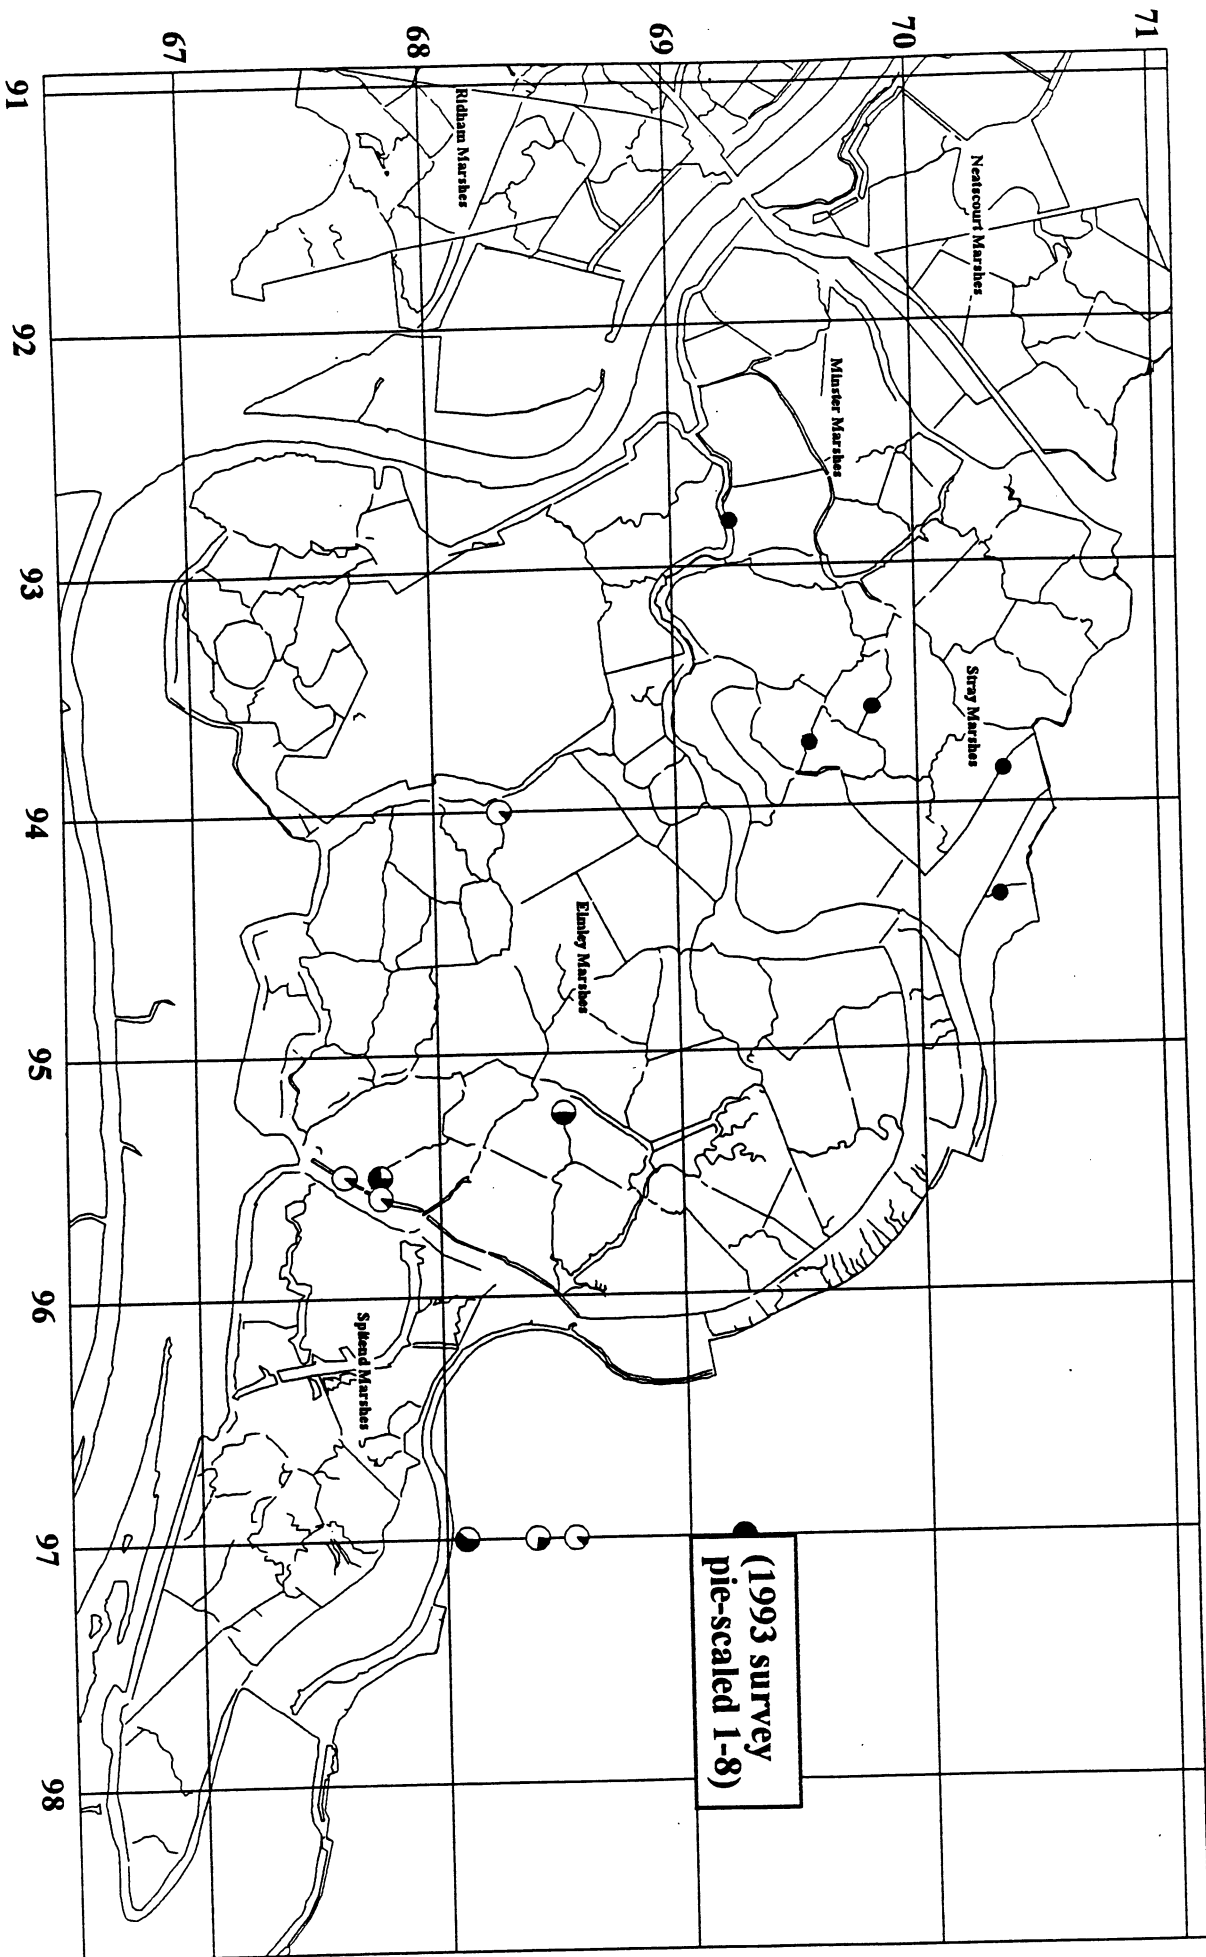 71
70
69
68
67
91
92
93
94
95
96
97
98
Neatscourt Marshes
Ridham Marshes
Minster Marshes
Stray Marshes
Elmley Marshes
Spitend Marshes
(1993 survey
pie-scaled 1-8)